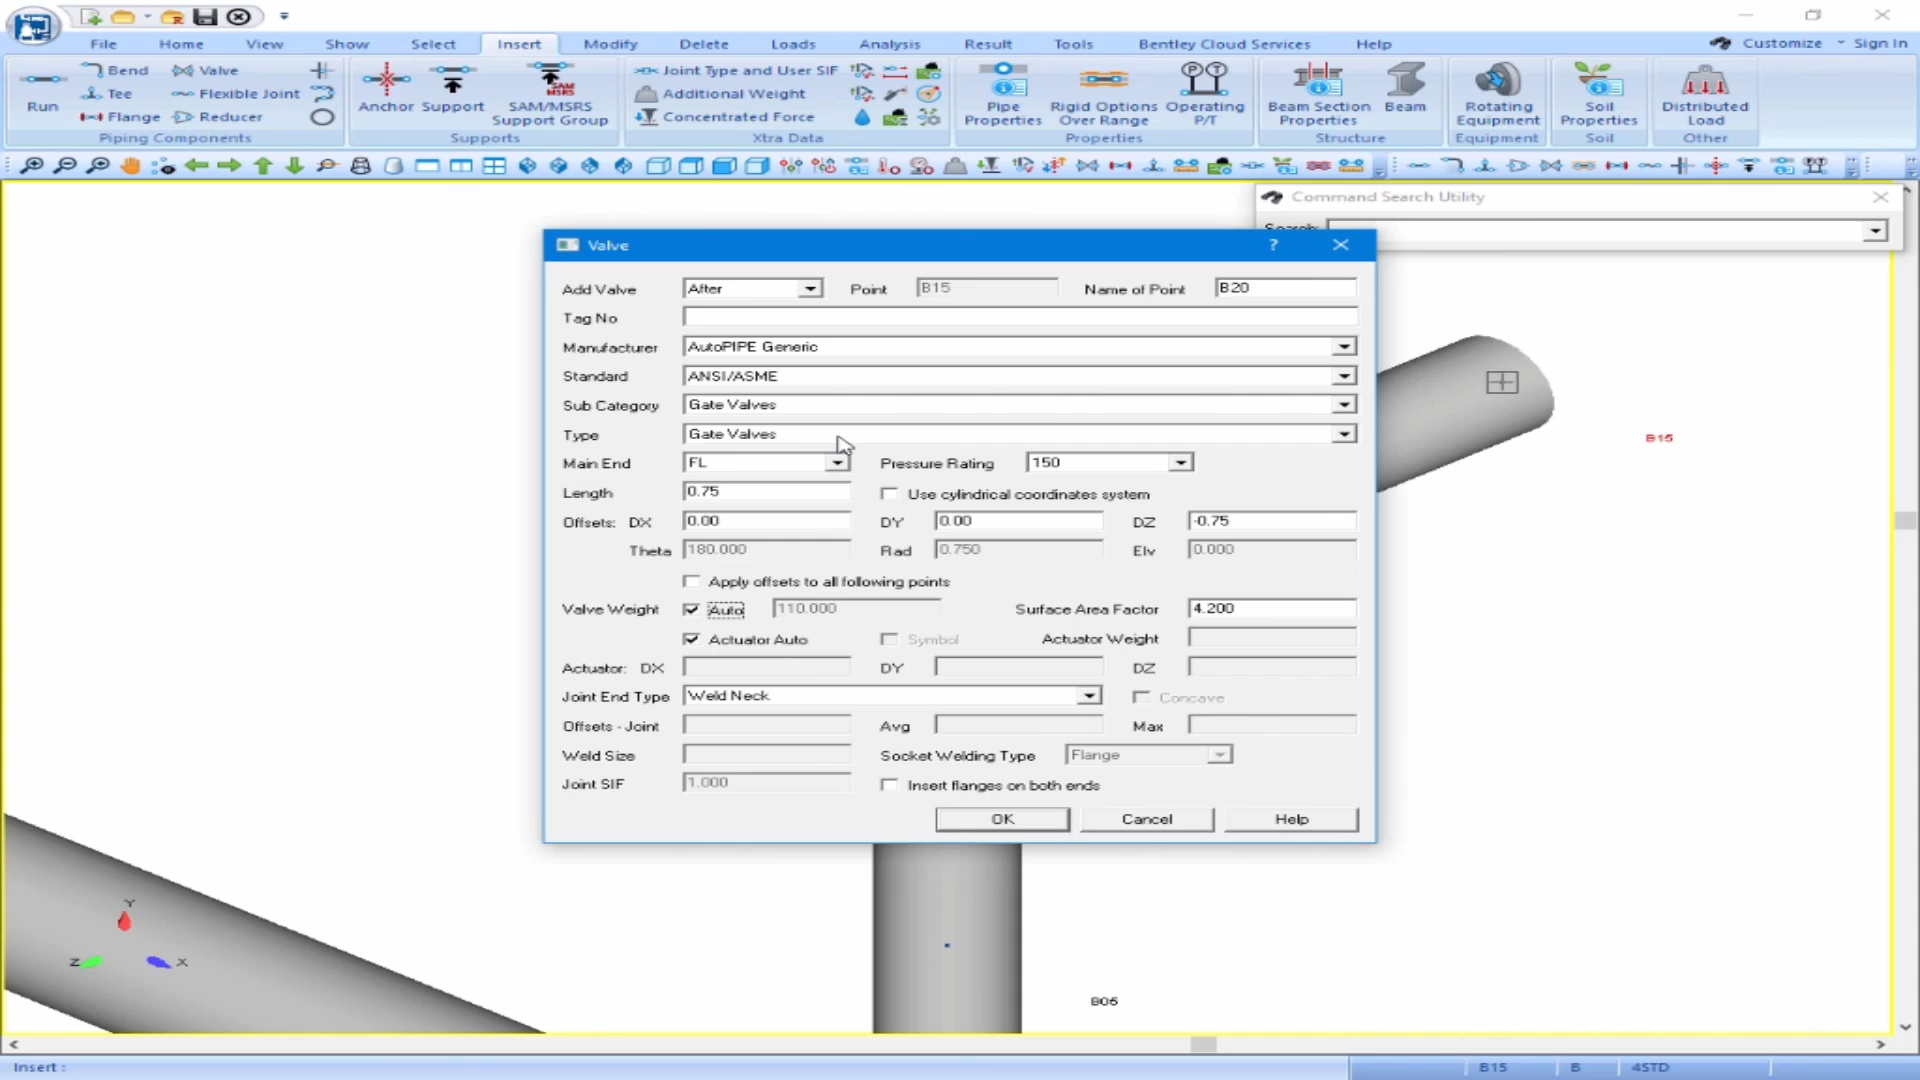 File Home View Show Select Insert Modify Delete Loads Analysis Result Tools Bentley Cloud Services Help Customize Sign In
Run
Bend
Tee
Flange
Valve
Flexible Joint
Reducer
Piping Components
Anchor
Support
SAM
MSRS
SAM/MSRS
Support Group
Supports
Joint Type and User SIF
Additional Weight
Concentrated Force
Xtra Data
Pipe
Properties
Rigid Options
Over Range
P T
Operating
P/T
Properties
Beam Section
Properties
Beam
Structure
Rotating
Equipment
Equipment
Soil
Properties
Soil
Distributed
Load
Other
Command Search Utility
Search:
Valve
?
Add Valve After Point B15 Name of Point B20
Tag No
Manufacturer AutoPIPE Generic
Standard ANSI/ASME
Sub Category Gate Valves
Type Gate Valves
Main End FL Pressure Rating 150
Length 0.75 Use cylindrical coordinates system
Offsets: DX 0.00 DY 0.00 DZ -0.75
Theta 180.000 Rad 0.750 Elv 0.000
Apply offsets to all following points
Valve Weight Auto 110.000 Surface Area Factor 4.200
Actuator Auto Symbol Actuator Weight
Actuator: DX DY DZ
Joint End Type Weld Neck Concave
Offsets - Joint Avg Max
Weld Size Socket Welding Type Flange
Joint SIF 1.000 Insert flanges on both ends
OK Cancel Help
B15
Y
Z X
B05
Insert : B15 B 4STD